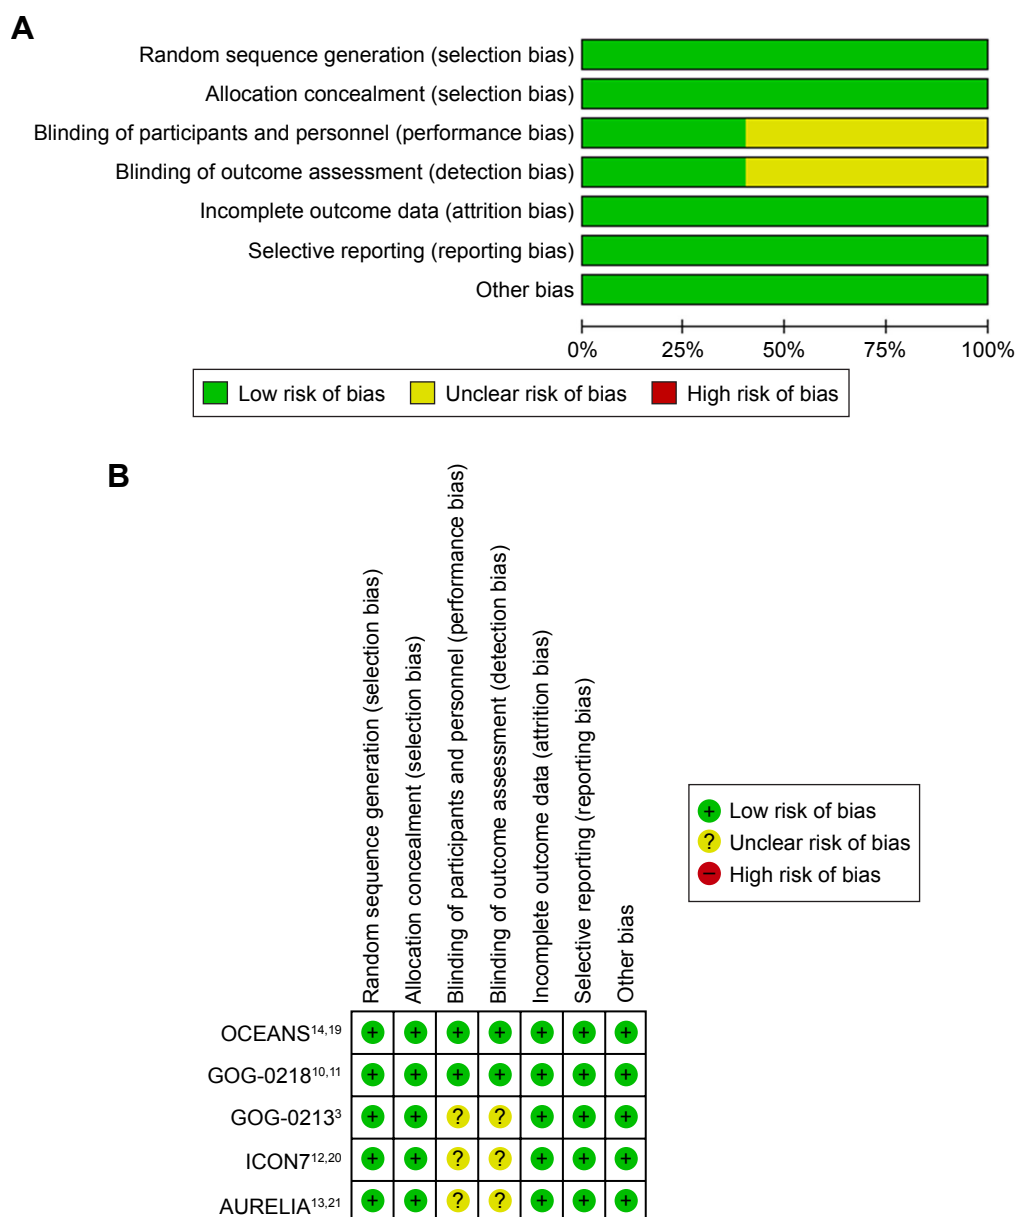 A
Random sequence generation (selection bias)
Allocation concealment (selection bias)
Blinding of participants and personnel (performance bias)
Blinding of outcome assessment (detection bias)
Incomplete outcome data (attrition bias)
Selective reporting (reporting bias)
Other bias
0% 25% 50% 75% 100%
Low risk of bias Unclear risk of bias High risk of bias
B
Random sequence generation (selection bias)
Allocation concealment (selection bias)
Blinding of participants and personnel (performance bias)
Blinding of outcome assessment (detection bias)
Incomplete outcome data (attrition bias)
Selective reporting (reporting bias)
Other bias
+ Low risk of bias
? Unclear risk of bias
− High risk of bias
OCEANS14,19 + + + + + + +
GOG-021810,11 + + + + + + +
GOG-02133 + + ? ? + + +
ICON712,20 + + ? ? + + +
AURELIA13,21 + + ? ? + + +